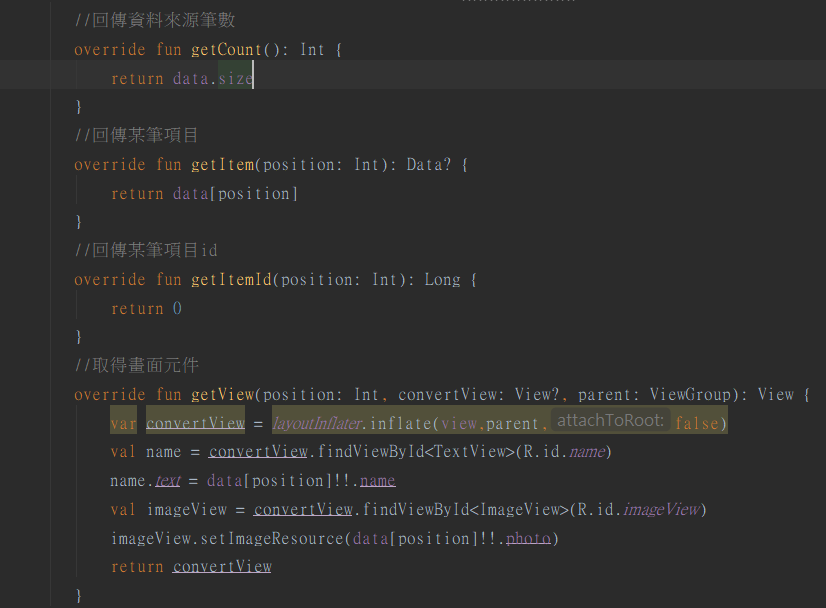 //回傳資料來源筆數
override fun getCount(): Int {
return data.size
}
//回傳某筆項目
override fun getItem(position: Int): Data? {
return data[position]
}
//回傳某筆項目id
override fun getItemId(position: Int): Long {
return 0
}
//取得畫面元件
override fun getView(position: Int, convertView: View?, parent: ViewGroup): View {
var convertView = layoutInflater.inflate(view,parent, attachToRoot: false)
val name = convertView.findViewById<TextView>(R.id.name)
name.text = data[position]!!.name
val imageView = convertView.findViewById<ImageView>(R.id.imageView)
imageView.setImageResource(data[position]!!.photo)
return convertView
}